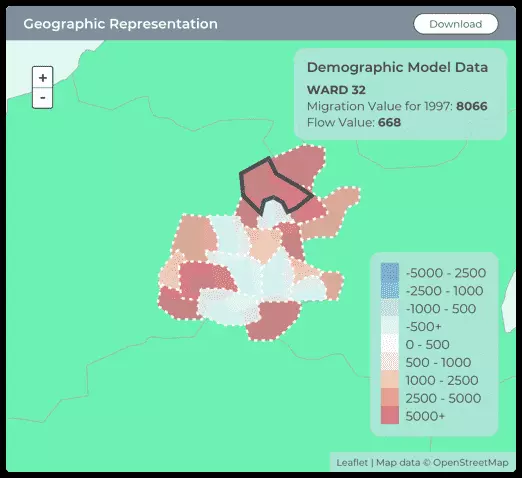 Geographic Representation
Download
+
-
Demographic Model Data
WARD 32
Migration Value for 1997: 8066
Flow Value: 668
-5000 - 2500
-2500 - 1000
-1000 - 500
-500+
0 - 500
500 - 1000
1000 - 2500
2500 - 5000
5000+
Leaflet | Map data © OpenStreetMap